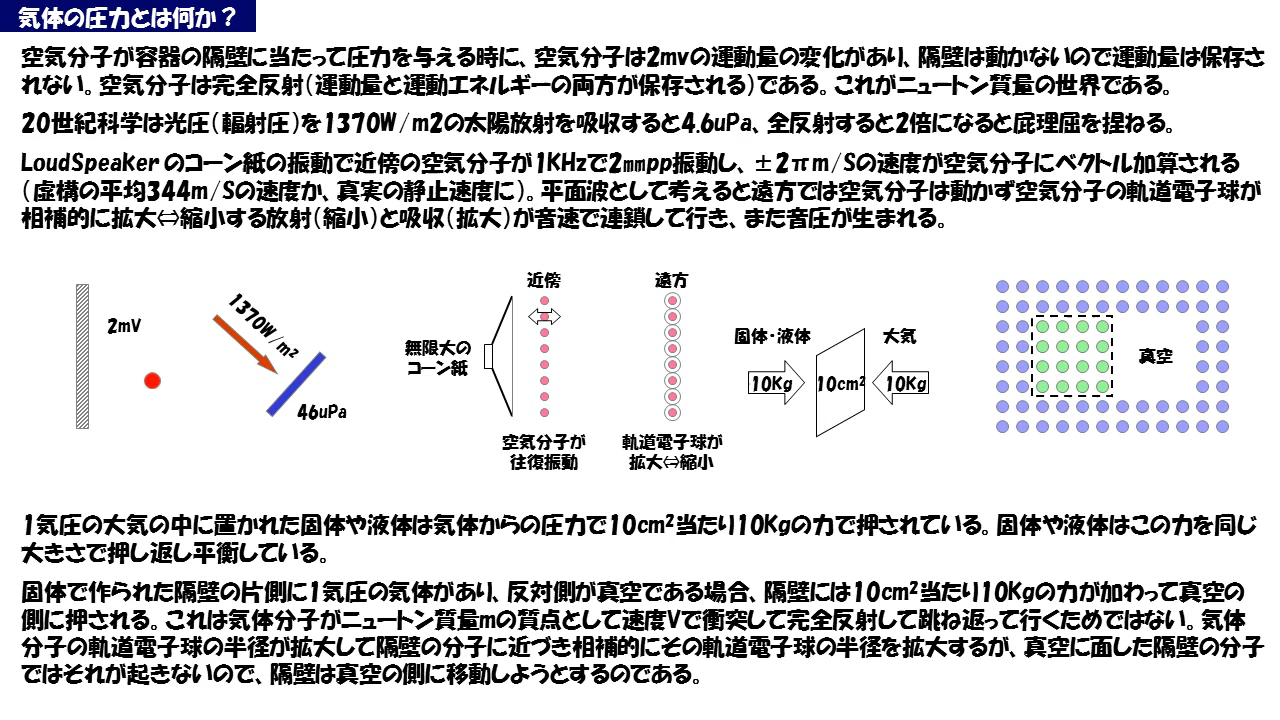 気体の圧力とは何か？
空気分子が容器の隔壁に当たって圧力を与える時に、空気分子は2mvの運動量の変化があり、隔壁は動かないので運動量は保存さ
れない。空気分子は完全反射（運動量と運動エネルギーの両方が保存される）である。これがニュートン質量の世界である。
20世紀科学は光圧（輻射圧）を1370W/m2の太陽放射を吸収すると4.6uPa、全反射すると2倍になると屁理屈を捏ねる。
LoudSpeakerのコーン紙の振動で近傍の空気分子が1KHzで2mmpp振動し、±2πm/Sの速度が空気分子にベクトル加算される
（虚構の平均344m/Sの速度か、真実の静止速度に）。平面波として考えると遠方では空気分子は動かず空気分子の軌道電子球が
相補的に拡大⇔縮小する放射（縮小）と吸収（拡大）が音速で連鎖して行き、また音圧が生まれる。
2mV
1370W/m2
46uPa
近傍
無限大の
コーン紙
空気分子が
往復振動
遠方
軌道電子球が
拡大⇔縮小
固体・液体
大気
10Kg
10cm²
10Kg
真空
1気圧の大気の中に置かれた固体や液体は気体からの圧力で10cm²当たり10Kgの力で押されている。固体や液体はこの力を同じ
大きさで押し返し平衡している。
固体で作られた隔壁の片側に1気圧の気体があり、反対側が真空である場合、隔壁には10cm²当たり10Kgの力が加わって真空の
側に押される。これは気体分子がニュートン質量mの質点として速度Vで衝突して完全反射して跳ね返って行くためではない。気体
分子の軌道電子球の半径が拡大して隔壁の分子に近づき相補的にその軌道電子球の半径を拡大するが、真空に面した隔壁の分子
ではそれが起きないので、隔壁は真空の側に移動しようとするのである。